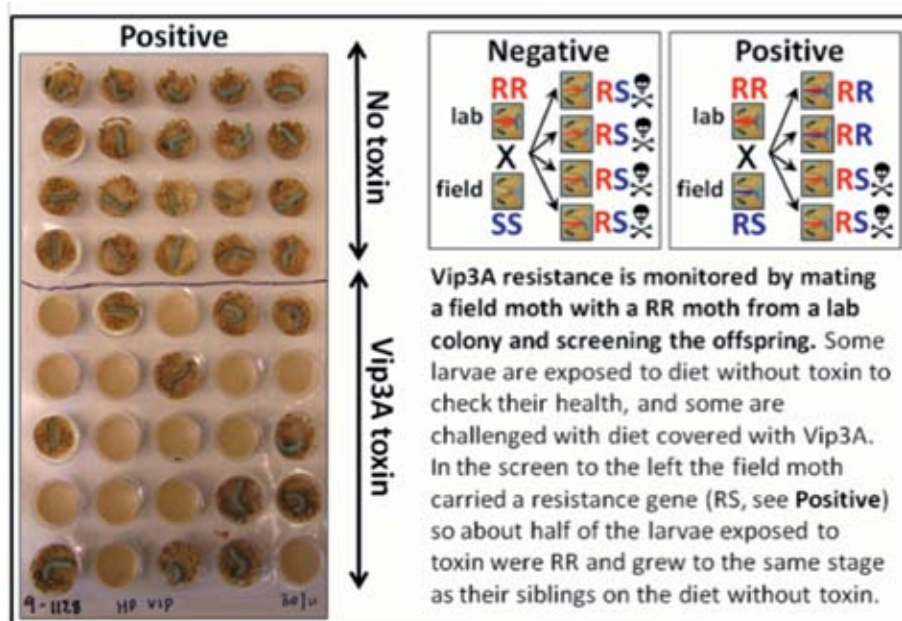 Positive
No toxin
Vip3A toxin
9-1128 HP VIP 30/11
Negative
RR
lab
X
field
SS
RS
RS
RS
RS
Positive
RR
lab
X
field
RS
RR
RR
RS
RS
Vip3A resistance is monitored by mating
a field moth with a RR moth from a lab
colony and screening the offspring. Some
larvae are exposed to diet without toxin to
check their health, and some are
challenged with diet covered with Vip3A.
In the screen to the left the field moth
carried a resistance gene (RS, see Positive)
so about half of the larvae exposed to
toxin were RR and grew to the same stage
as their siblings on the diet without toxin.